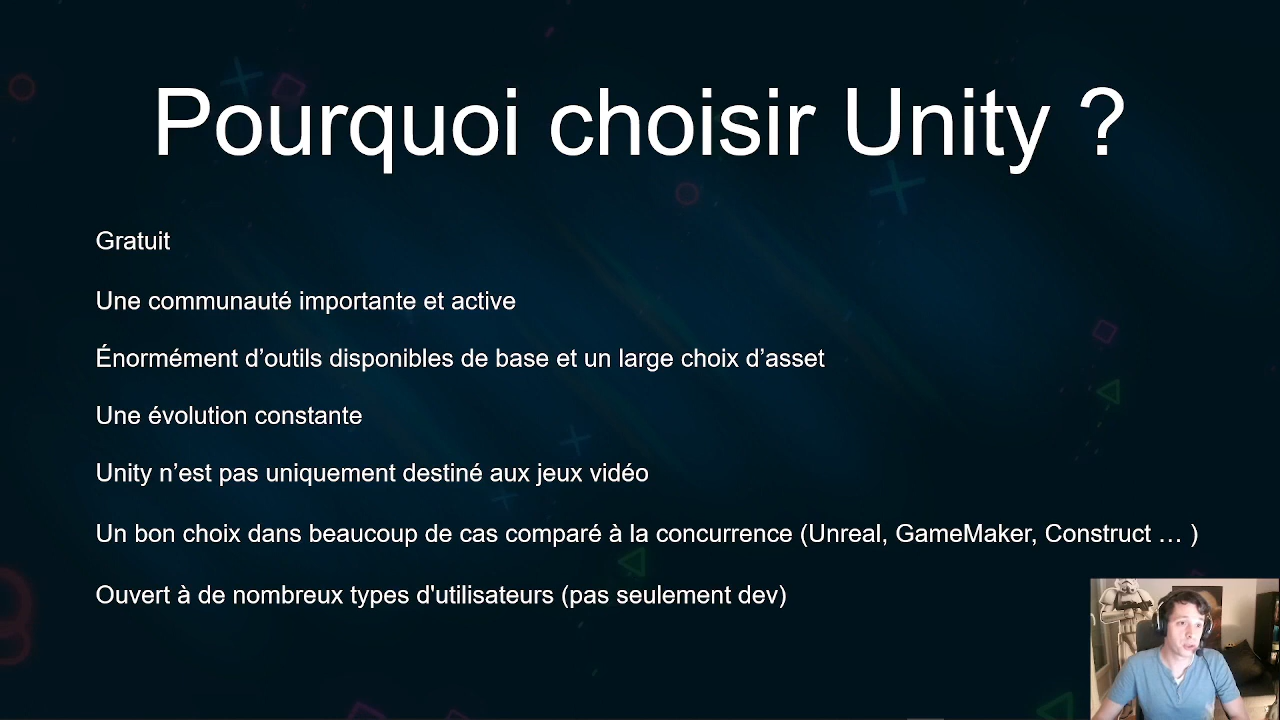 Pourquoi choisir Unity ?
Gratuit
Une communauté importante et active
Énormément d’outils disponibles de base et un large choix d’asset
Une évolution constante
Unity n’est pas uniquement destiné aux jeux vidéo
Un bon choix dans beaucoup de cas comparé à la concurrence (Unreal, GameMaker, Construct … )
Ouvert à de nombreux types d'utilisateurs (pas seulement dev)